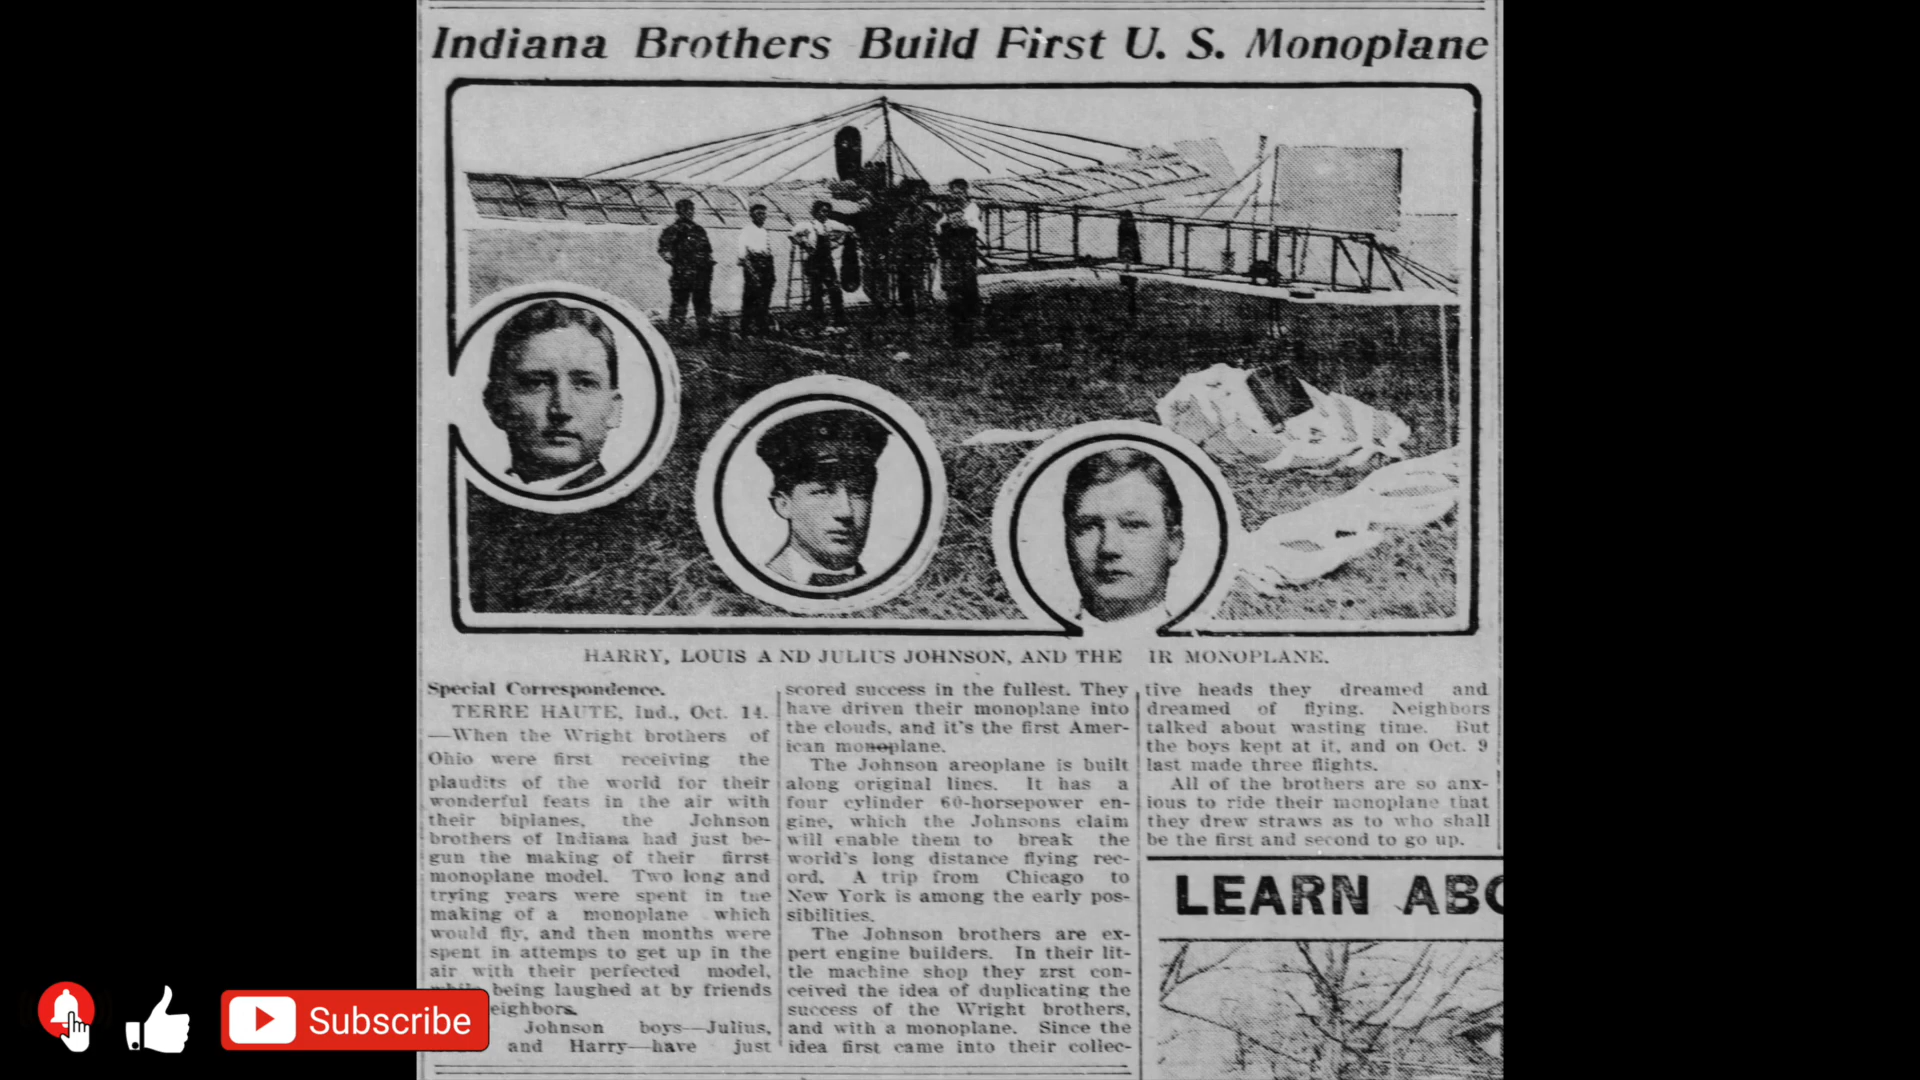 Indiana Brothers Build First U. S. Monoplane
HARRY, LOUIS A ND JULIUS JOHNSON, AND THE IR MONOPLANE.
Special Correspondence.
TERRE HAUTE, Ind., Oct. 14.
—When the Wright brothers of
Ohio were first receiving the
plaudits of the world for their
wonderful feats in the air with
their biplanes, the Johnson
brothers of Indiana had just be-
gun the making of their firrst
monoplane model. Two long and
trying years were spent in the
making of a monoplane which
would fly, and then months were
spent in attemps to get up in the
air with their perfected model,
being laughed at by friends
eighbors.
Johnson boys—Julius,
and Harry—have just
scored success in the fullest. They
have driven their monoplane into
the clouds, and it's the first Amer-
ican monoplane.
The Johnson areoplane is built
along original lines. It has a
four cylinder 60-horsepower en-
gine, which the Johnsons claim
will enable them to break the
world's long distance flying rec-
ord. A trip from Chicago to
New York is among the early pos-
sibilities.
The Johnson brothers are ex-
pert engine builders. In their lit-
tle machine shop they zrst con-
ceived the idea of duplicating the
success of the Wright brothers,
and with a monoplane. Since the
idea first came into their collec-
tive heads they dreamed and
dreamed of flying. Neighbors
talked about wasting time. But
the boys kept at it, and on Oct. 9
last made three flights.
All of the brothers are so anx-
ious to ride their monoplane that
they drew straws as to who shall
be the first and second to go up.
LEARN ABO
Subscribe